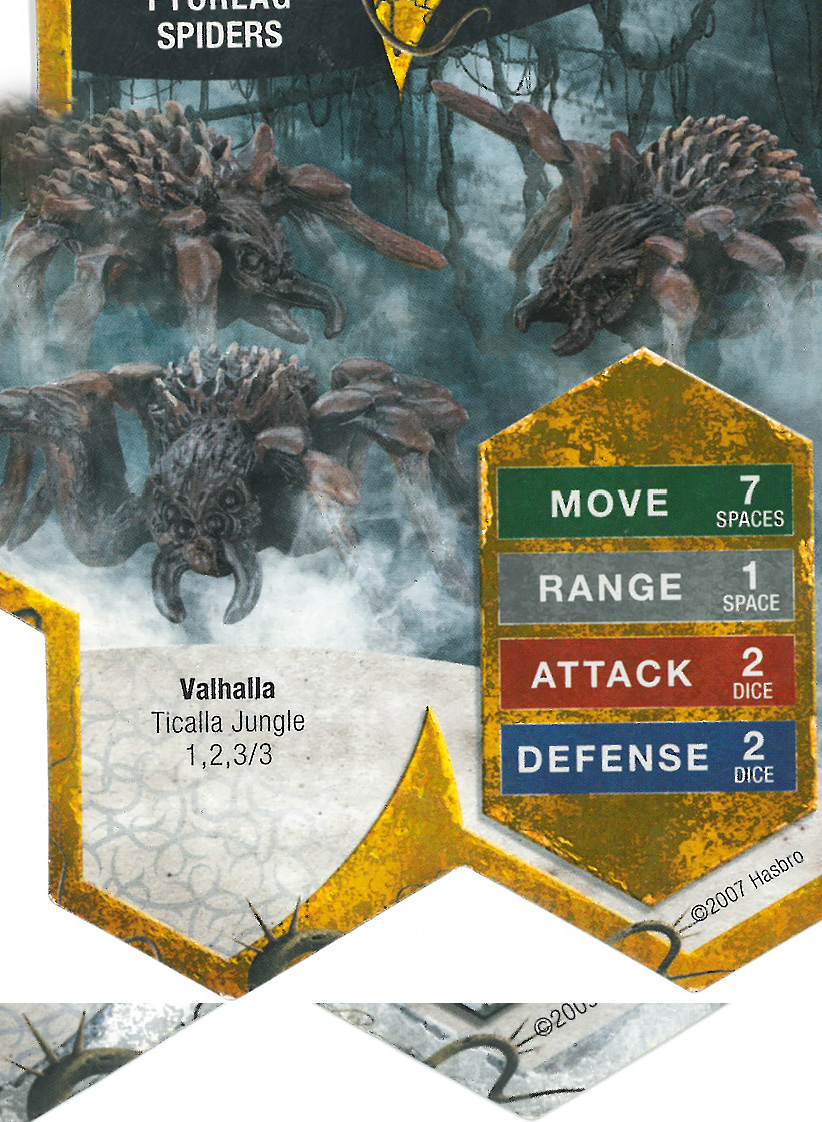 SPIDERS
MOVE 7 SPACES
RANGE 1 SPACE
ATTACK 2 DICE
DEFENSE 2 DICE
Valhalla
Ticalla Jungle
1,2,3/3
©2007 Hasbro